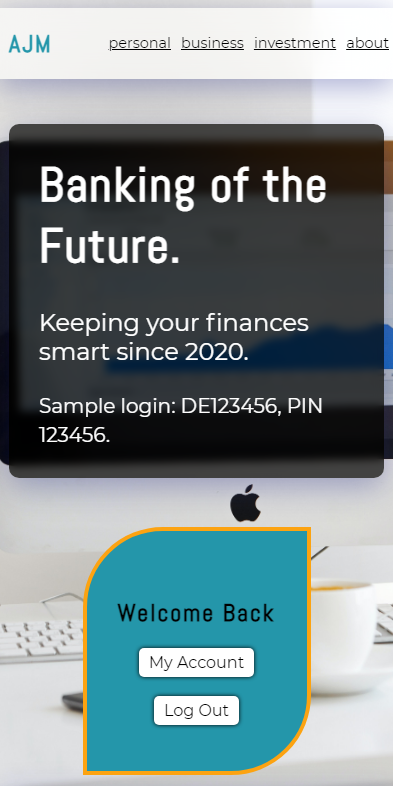 AJM
personal business investment about
Banking of the
Future.
Keeping your finances
smart since 2020.
Sample login: DE123456, PIN
123456.
Welcome Back
My Account
Log Out